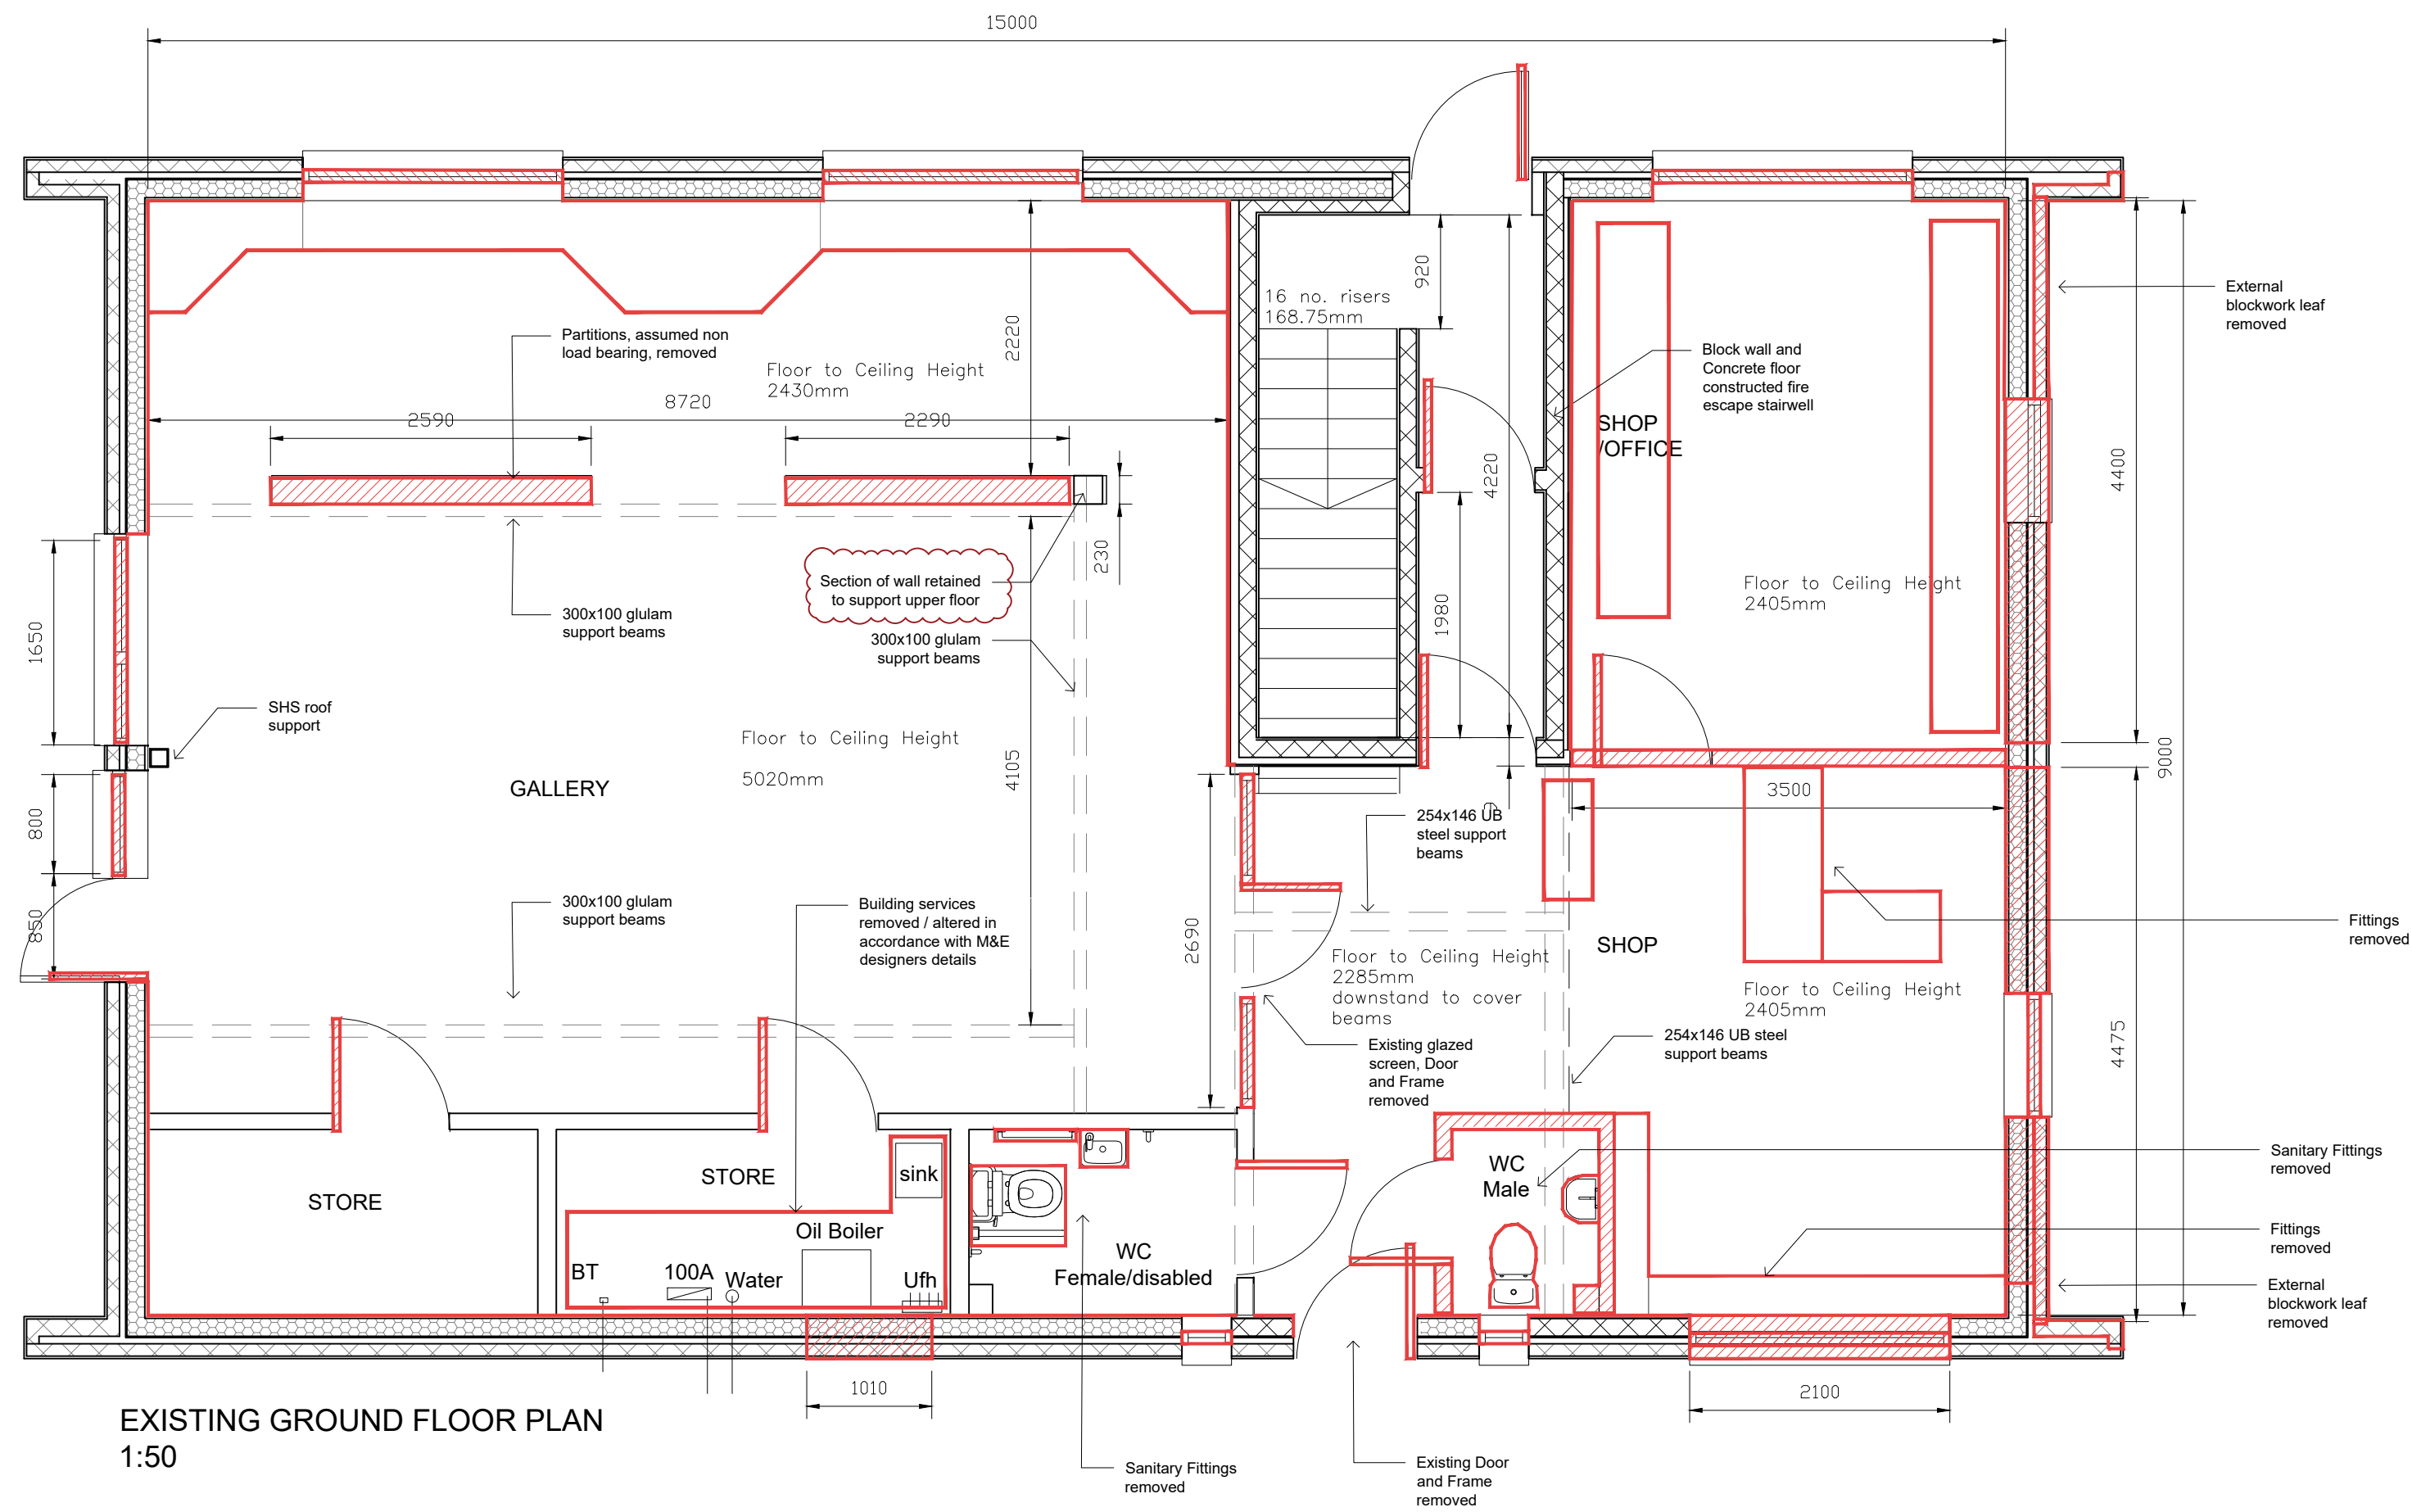 15000
External
blockwork leaf
removed
920
16 no. risers
168.75mm
Partitions, assumed non
load bearing, removed
2220
Block wall and
Concrete floor
constructed fire
escape stairwell
Floor to Ceiling Height
2430mm
8720
2590
2290
SHOP
/OFFICE
4220
4400
230
Section of wall retained
to support upper floor
Floor to Ceiling Height
2405mm
300x100 glulam
support beams
300x100 glulam
support beams
1650
1980
SHS roof
support
Floor to Ceiling Height
5020mm
4105
9000
GALLERY
3500
800
254x146 UB
steel support
beams
300x100 glulam
support beams
Building services
removed / altered in
accordance with M&E
designers details
850
2690
Fittings
removed
SHOP
Floor to Ceiling Height
2285mm
downstand to cover
beams
Floor to Ceiling Height
2405mm
254x146 UB steel
support beams
4475
Existing glazed
screen, Door
and Frame
removed
STORE
STORE
sink
WC
Male
Sanitary Fittings
removed
Oil Boiler
BT
100A
Water
Ufh
WC
Female/disabled
Fittings
removed
External
blockwork leaf
removed
1010
2100
EXISTING GROUND FLOOR PLAN
1:50
Sanitary Fittings
removed
Existing Door
and Frame
removed